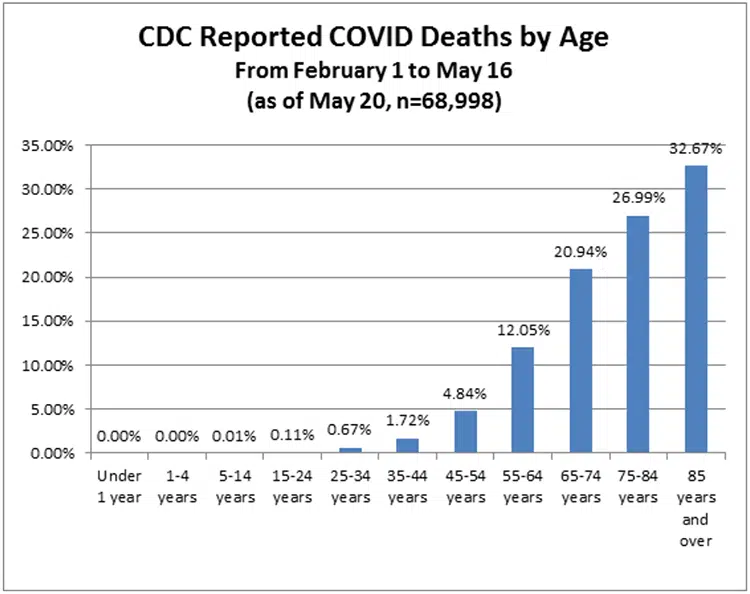 CDC Reported COVID Deaths by Age
From February 1 to May 16
(as of May 20, n=68,998)
35.00%
30.00%
25.00%
20.00%
15.00%
10.00%
5.00%
0.00%
0.00%
0.00%
0.01%
0.11%
0.67%
1.72%
4.84%
12.05%
20.94%
26.99%
32.67%
Under
1 year
1-4
years
5-14
years
15-24
years
25-34
years
35-44
years
45-54
years
55-64
years
65-74
years
75-84
years
85
years
and
over